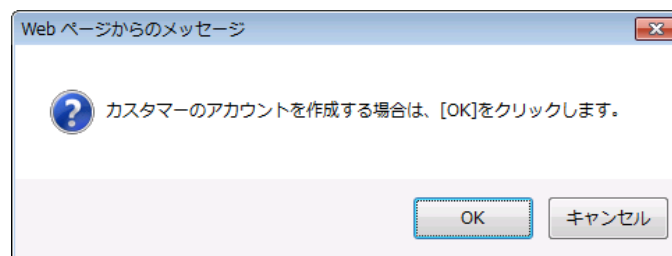 Web ページからのメッセージ
カスタマーのアカウントを作成する場合は、[OK]をクリックします。
OK
キャンセル